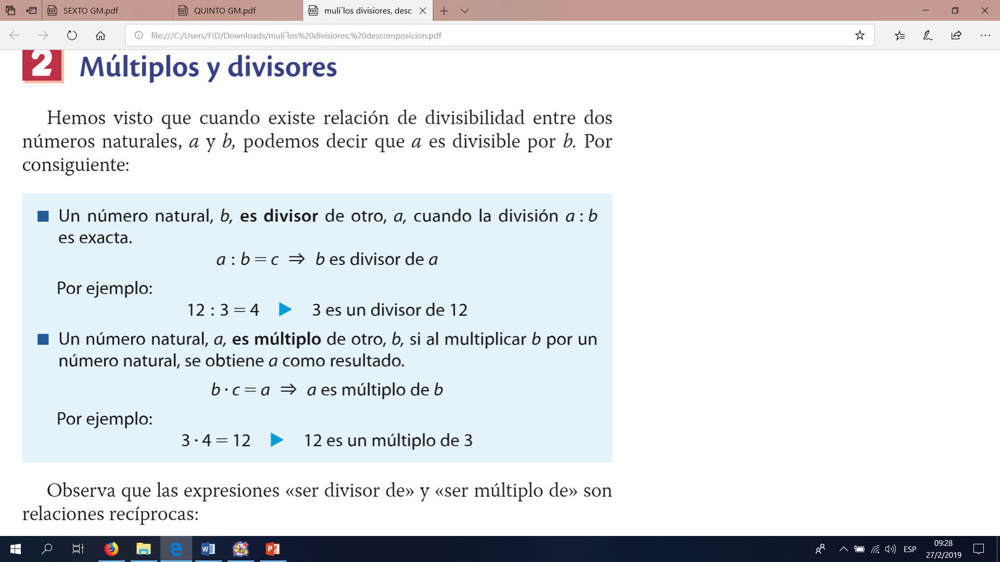 SEXTO GM.pdf
QUINTO GM.pdf
muli´los divisiores, desc
file:///C:/Users/FID/Downloads/muli´los%20divisiores,%20descomposicion.pdf
2 Múltiplos y divisores
Hemos visto que cuando existe relación de divisibilidad entre dos
números naturales, a y b, podemos decir que a es divisible por b. Por
consiguiente:
■ Un número natural, b, es divisor de otro, a, cuando la división a : b
es exacta.
a : b = c ⇒ b es divisor de a
Por ejemplo:
12 : 3 = 4 ▶ 3 es un divisor de 12
■ Un número natural, a, es múltiplo de otro, b, si al multiplicar b por un
número natural, se obtiene a como resultado.
b · c = a ⇒ a es múltiplo de b
Por ejemplo:
3 · 4 = 12 ▶ 12 es un múltiplo de 3
Observa que las expresiones «ser divisor de» y «ser múltiplo de» son
relaciones recíprocas:
ESP
09:28
27/2/2019